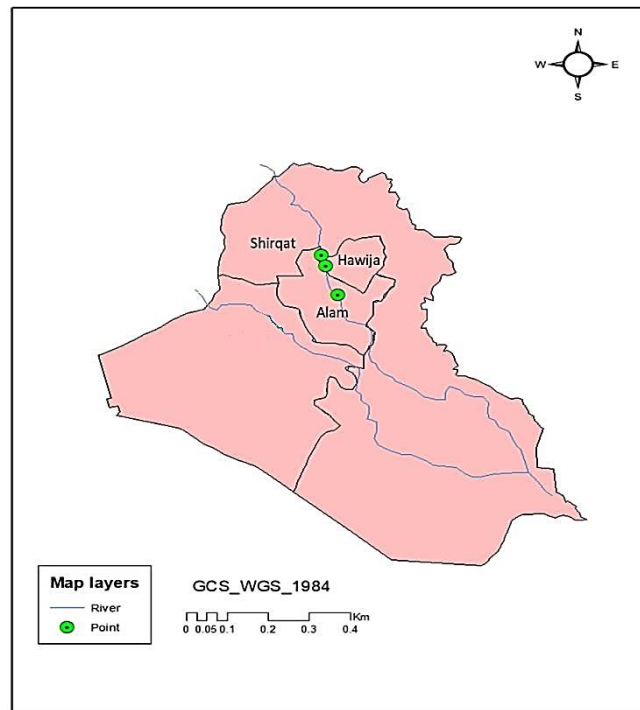 N
W E
S
Shirqat
Hawija
Alam
Map layers
River
Point
GCS_WGS_1984
Km
0 0.05 0.1 0.2 0.3 0.4